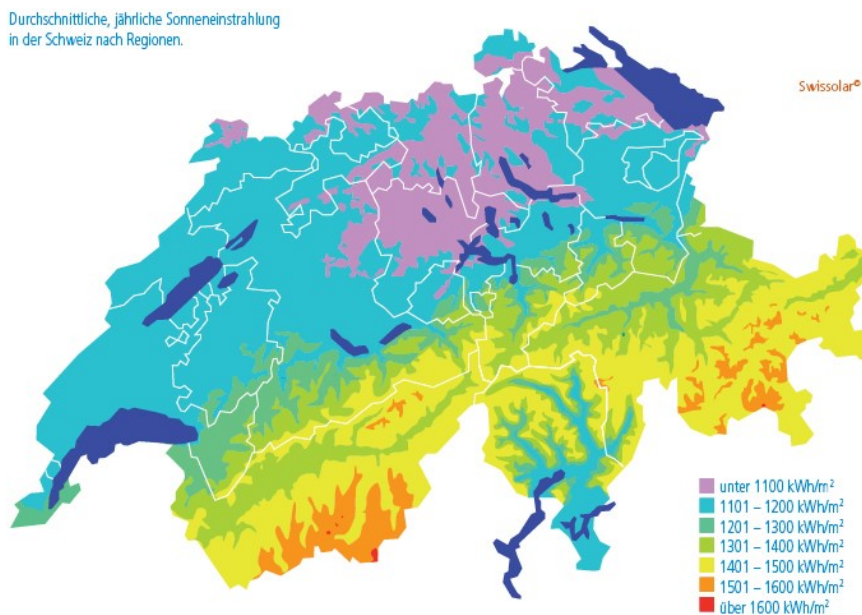 Durchschnittliche, jährliche Sonneneinstrahlung
in der Schweiz nach Regionen.
Swissolar©
unter 1100 kWh/m²
1101 – 1200 kWh/m²
1201 – 1300 kWh/m²
1301 – 1400 kWh/m²
1401 – 1500 kWh/m²
1501 – 1600 kWh/m²
über 1600 kWh/m²